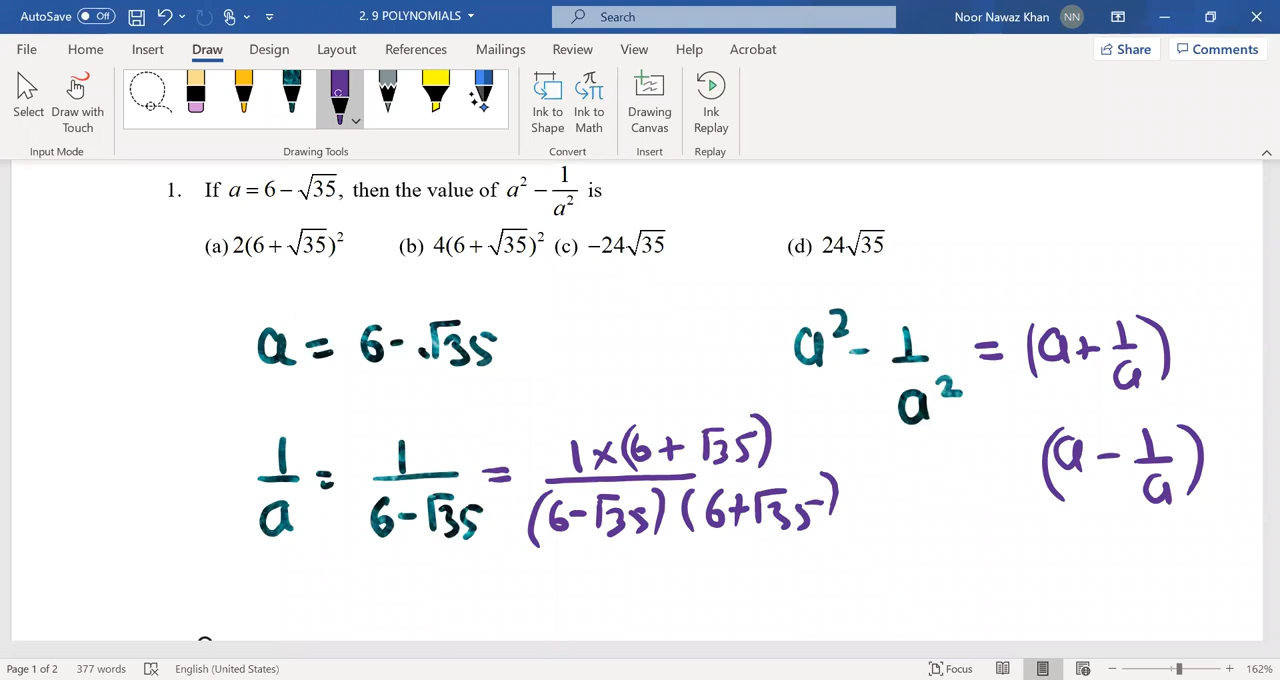 AutoSave Off 2. 9 POLYNOMIALS Search Noor Nawaz Khan NN
File Home Insert Draw Design Layout References Mailings Review View Help Acrobat Share Comments
Select Draw with Touch Ink to Shape Ink to Math Drawing Canvas Ink Replay
Input Mode Drawing Tools Convert Insert Replay
1. If a = 6 − √35, then the value of a² − 1/a² is
(a) 2(6 + √35)² (b) 4(6 + √35)² (c) −24√35 (d) 24√35
a = 6 - √35 a² - 1/a² = (a + 1/a)
1/a = 1/(6-√35) = 1×(6+√35)/((6-√35)(6+√35)) (a - 1/a)
Page 1 of 2 377 words English (United States) Focus 162%